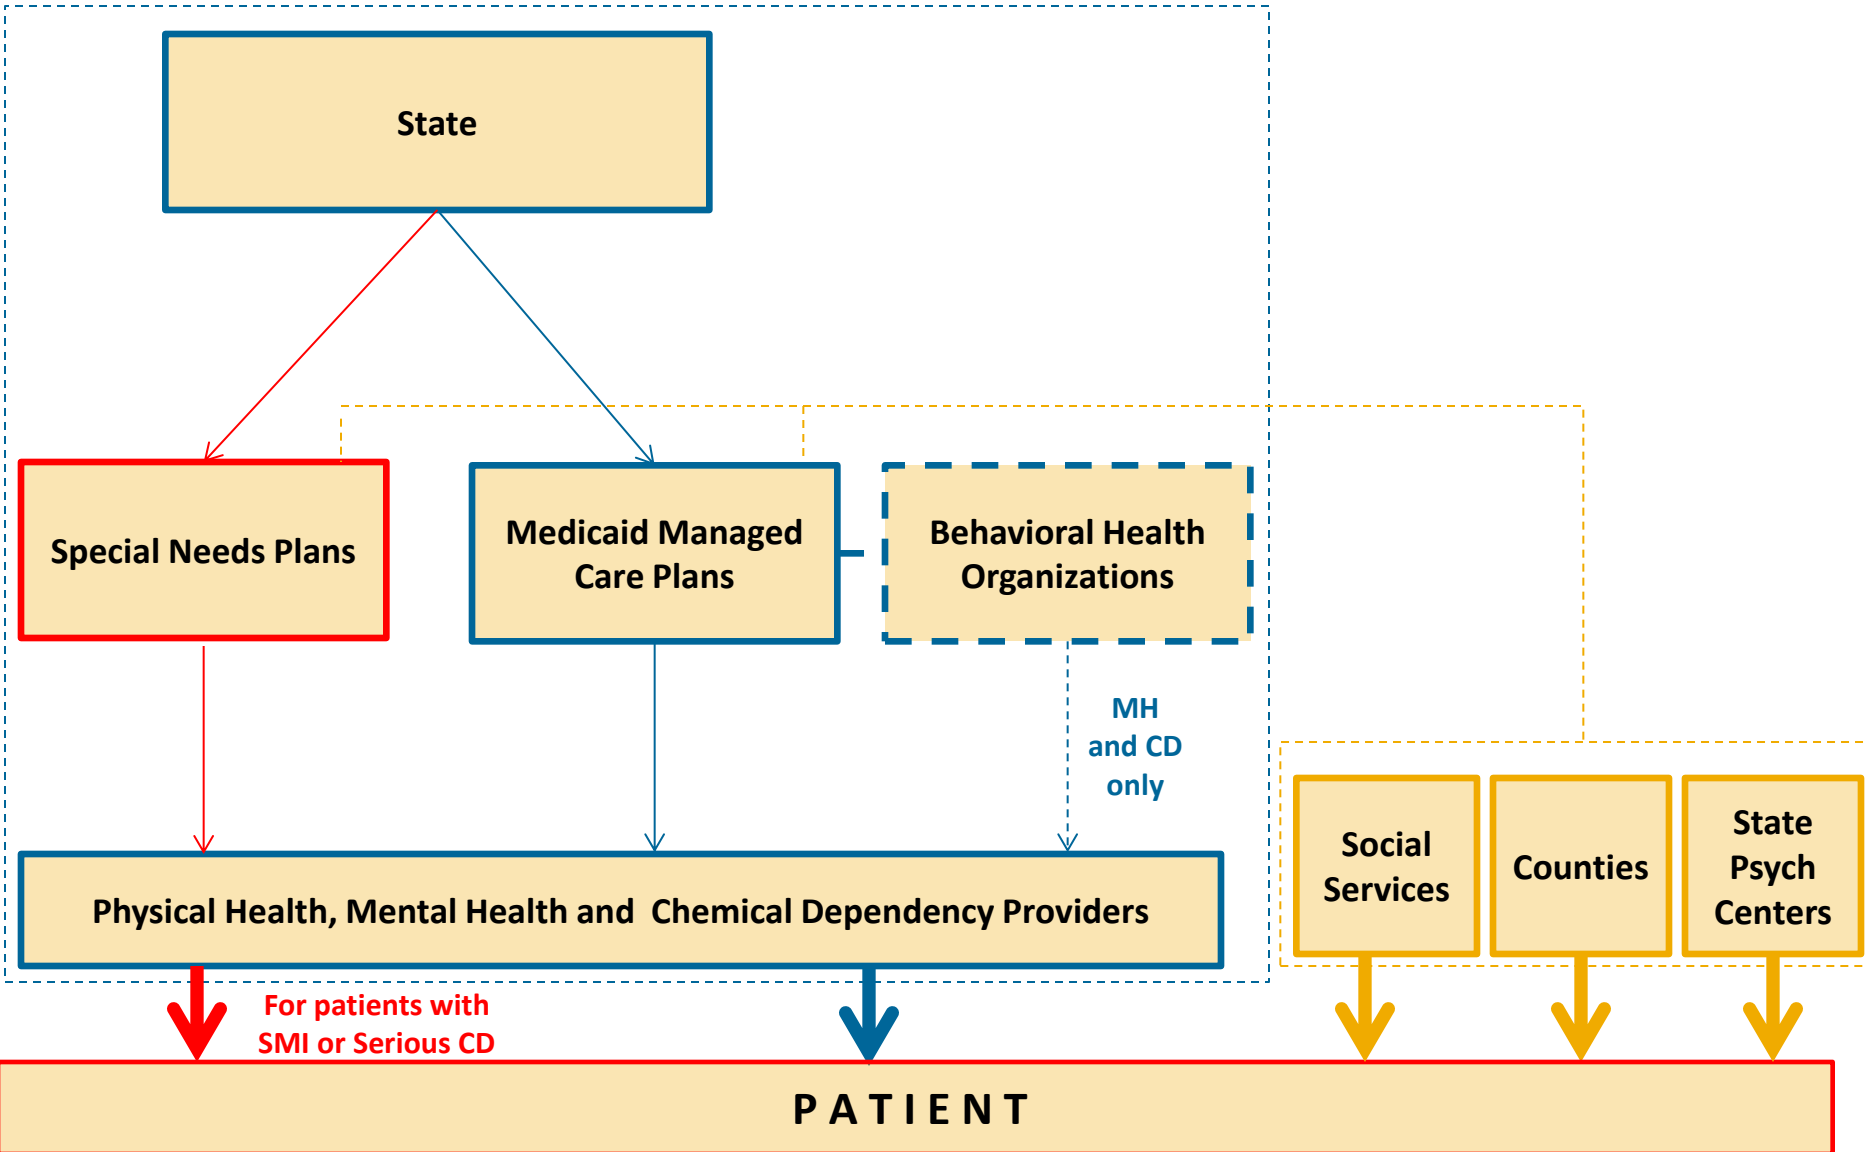 State
Special Needs Plans
Medicaid Managed
Care Plans
Behavioral Health
Organizations
MH
and CD
only
Physical Health, Mental Health and  Chemical Dependency Providers
Social
Services
Counties
State
Psych
Centers
For patients with
SMI or Serious CD
P A T I E N T